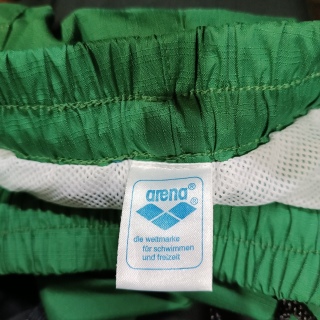 arena®
die weltmarke
für schwimmen
und freizeit